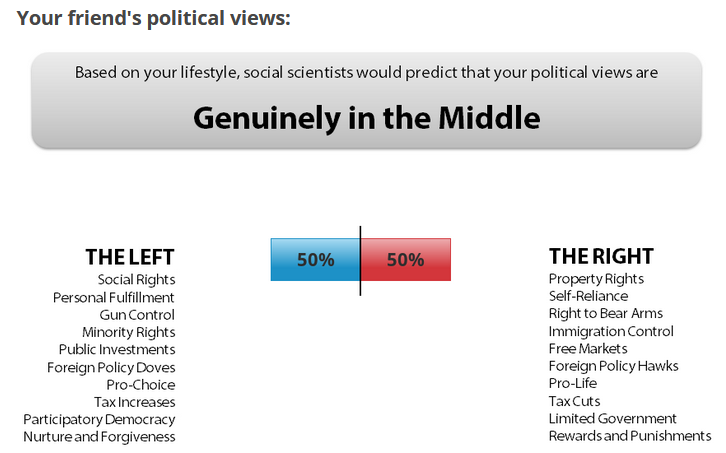 Your friend's political views:
Based on your lifestyle, social scientists would predict that your political views are
Genuinely in the Middle
THE LEFT
Social Rights
Personal Fulfillment
Gun Control
Minority Rights
Public Investments
Foreign Policy Doves
Pro-Choice
Tax Increases
Participatory Democracy
Nurture and Forgiveness
50%
50%
THE RIGHT
Property Rights
Self-Reliance
Right to Bear Arms
Immigration Control
Free Markets
Foreign Policy Hawks
Pro-Life
Tax Cuts
Limited Government
Rewards and Punishments